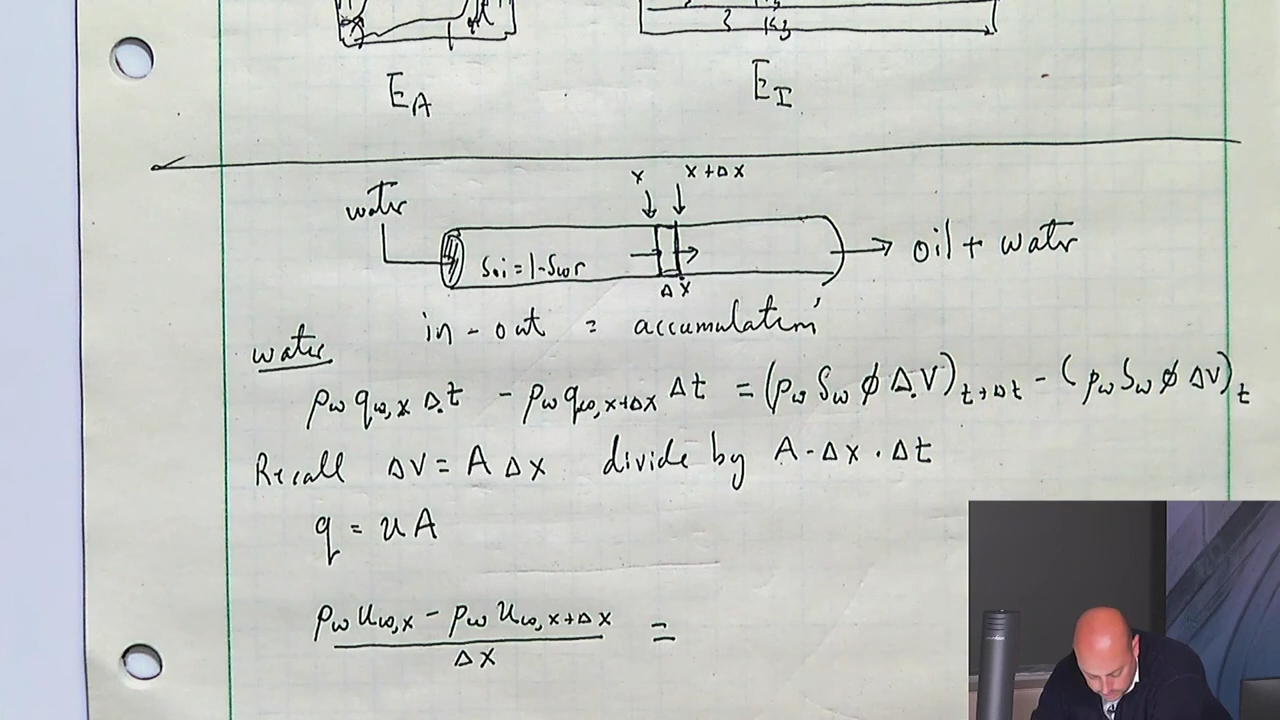 E_A E_I
x x + Δx
water
S_oi = 1 - S_wr oil + water
Δx
in - out = accumulation
water
ρ_w q_w,x Δt - ρ_w q_w,x+Δx Δt = (ρ_w S_w φ ΔV)_t+Δt - (ρ_w S_w φ ΔV)_t
Recall ΔV = A Δx divide by A · Δx · Δt
q = u A
ρ_w u_w,x - ρ_w u_w,x+Δx =
Δx